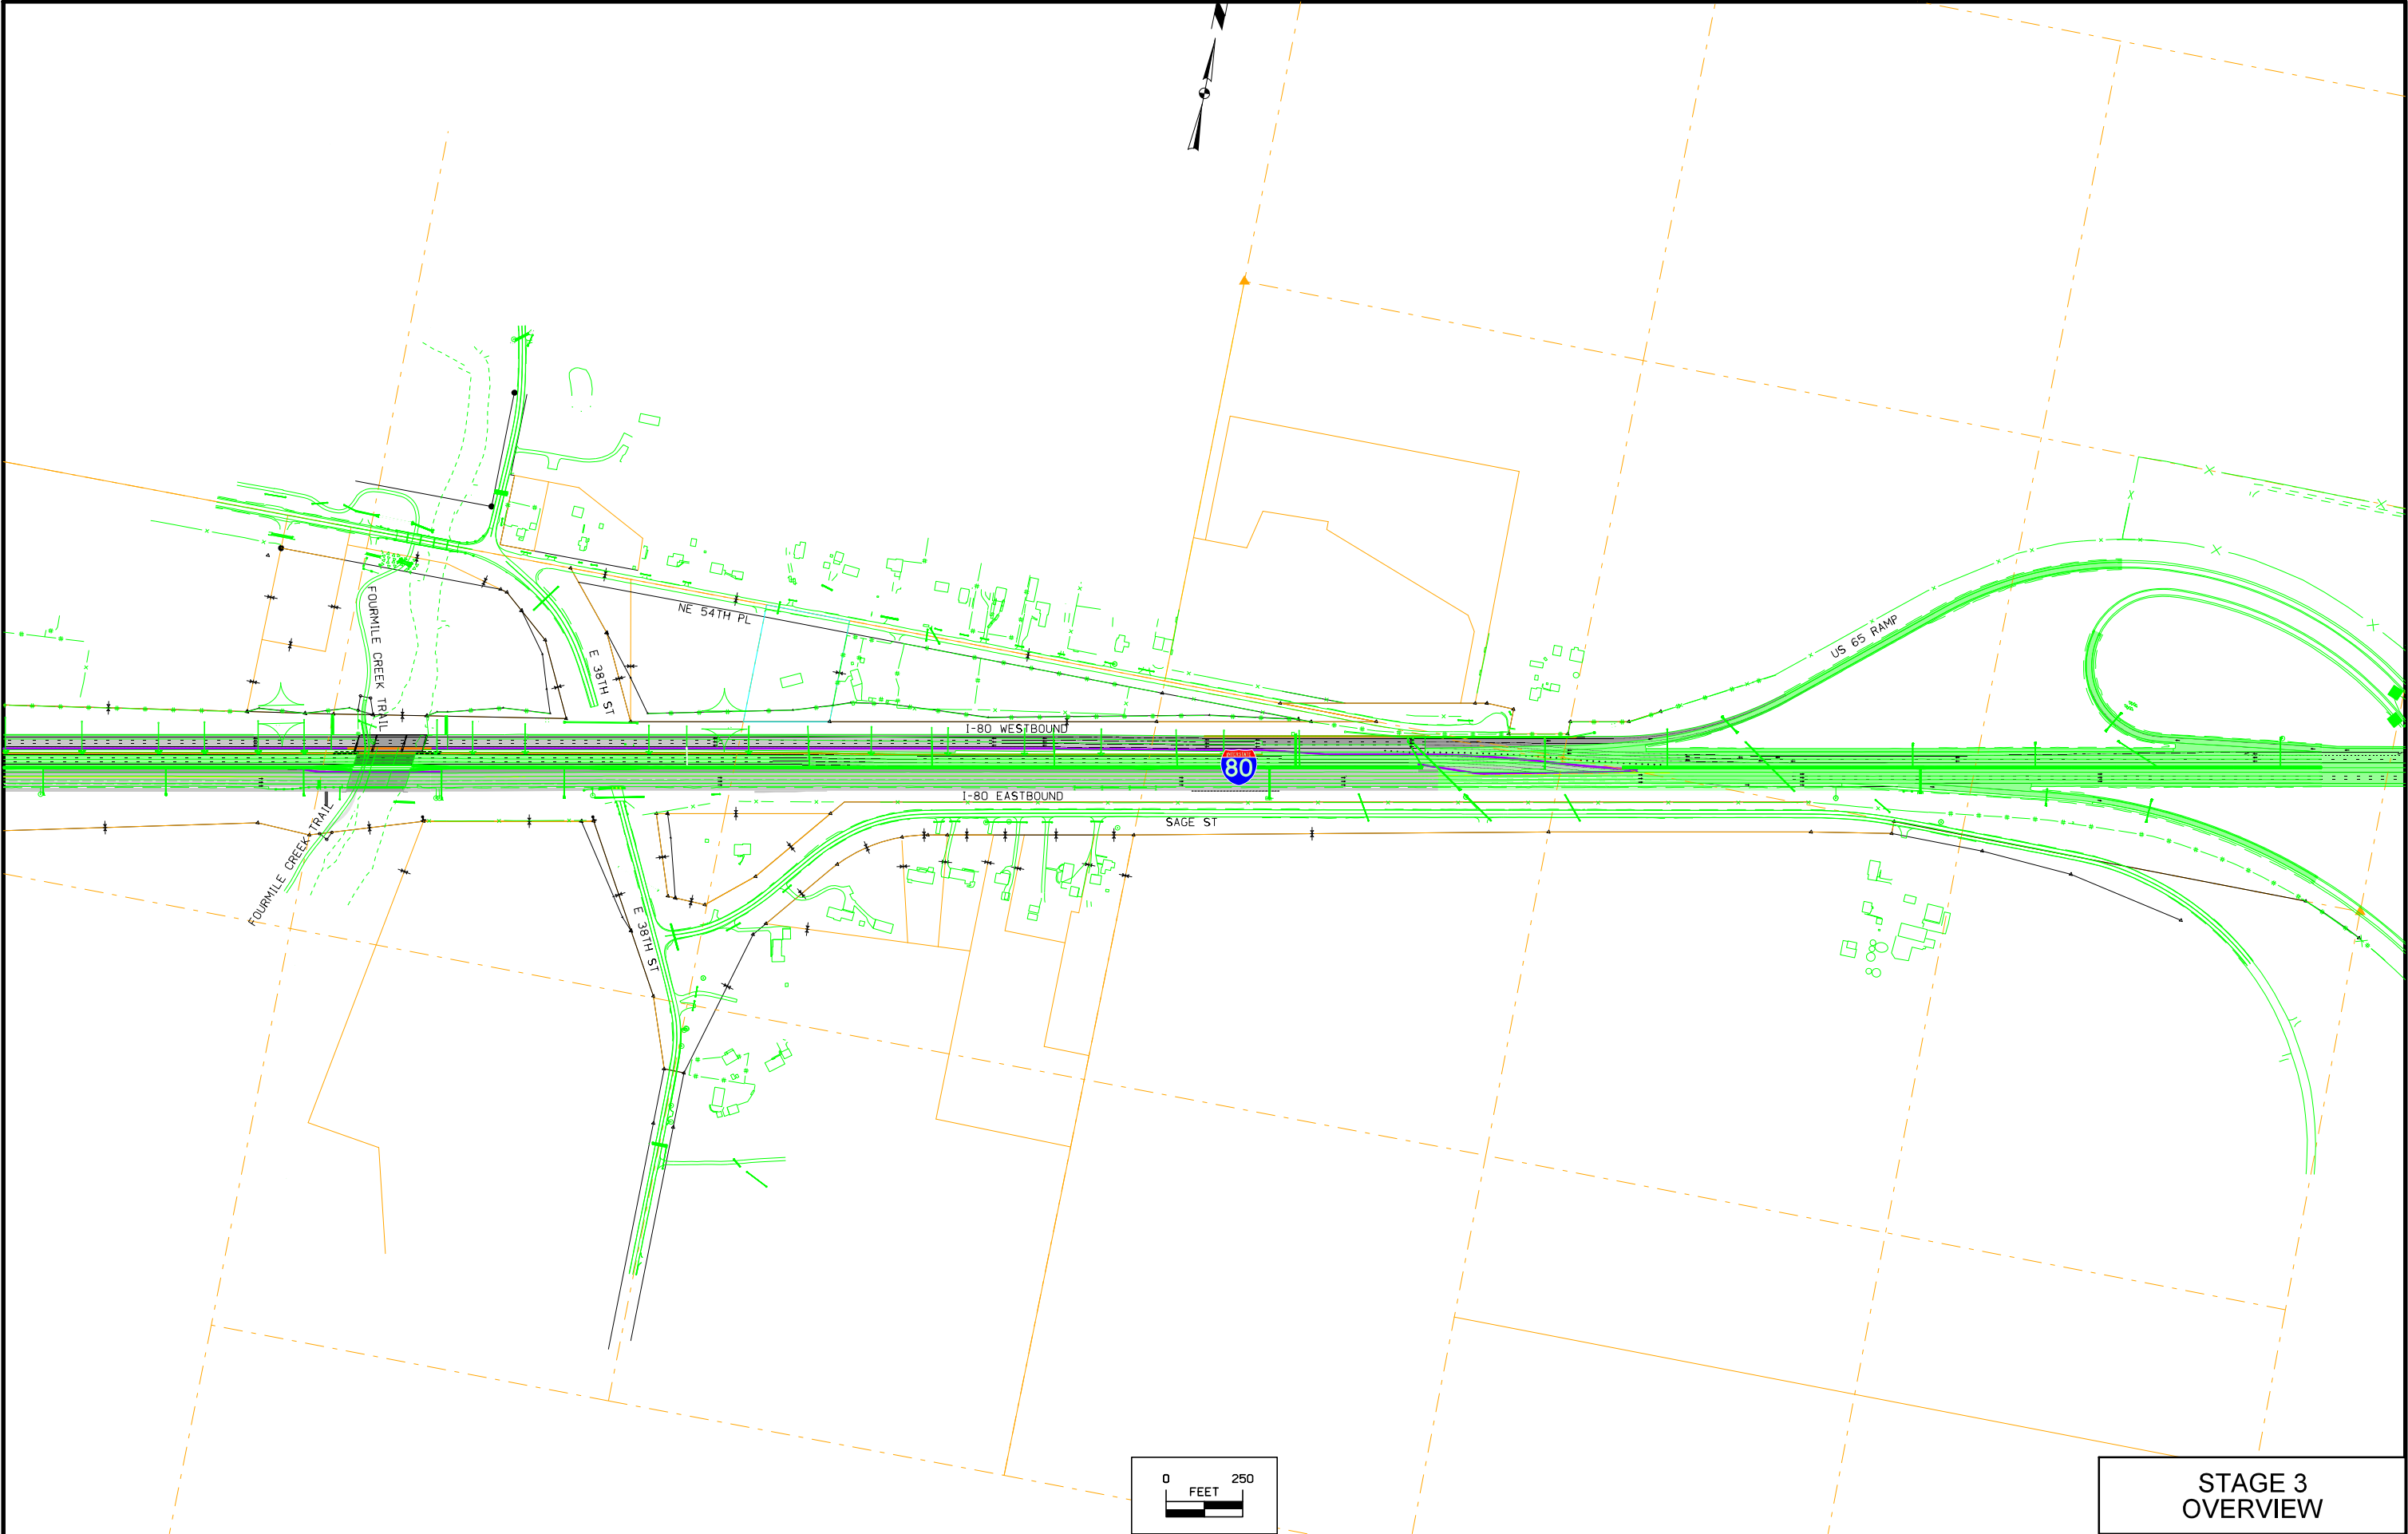 FOURMILE CREEK TRAIL
NE 54TH PL
E 38TH ST
US 65 RAMP
I-80 WESTBOUND
80
I-80 EASTBOUND
SAGE ST
FOURMILE CREEK TRAIL
E 38TH ST
0 250
FEET
STAGE 3
OVERVIEW